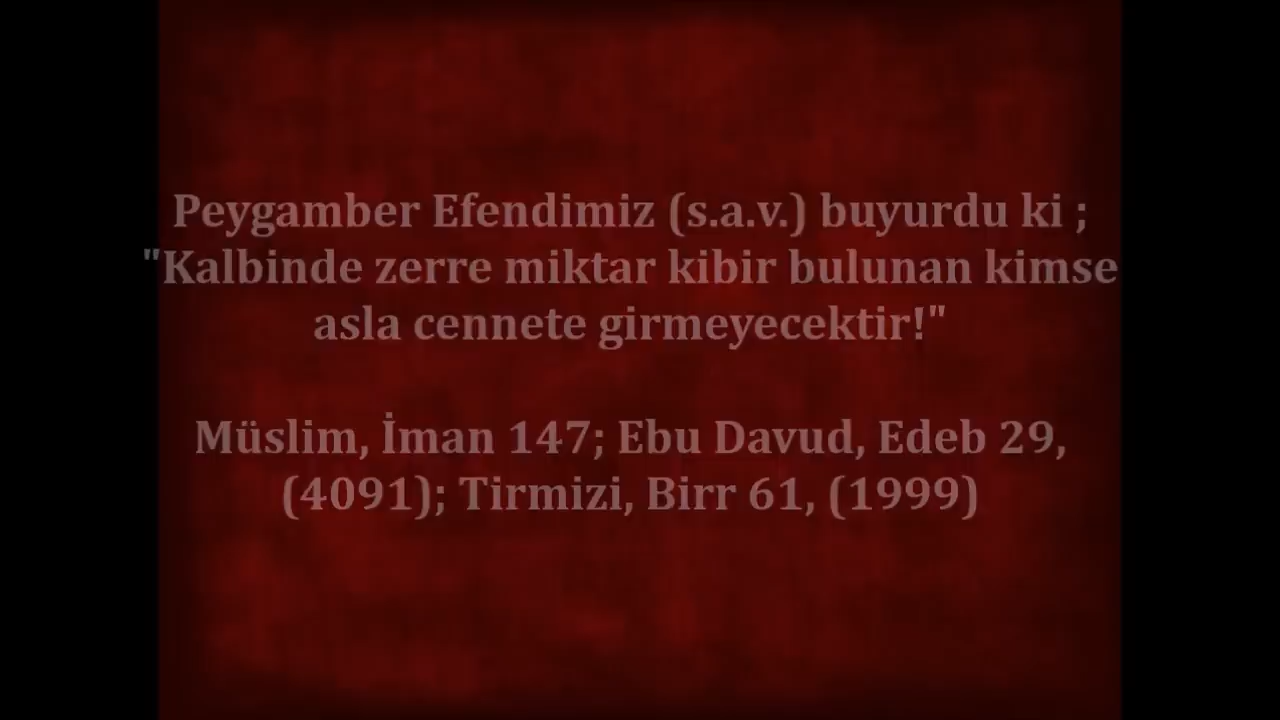 Peygamber Efendimiz (s.a.v.) buyurdu ki ;
"Kalbinde zerre miktar kibir bulunan kimse
asla cennete girmeyecektir!"
Müslim, İman 147; Ebu Davud, Edeb 29,
(4091); Tirmizi, Birr 61, (1999)